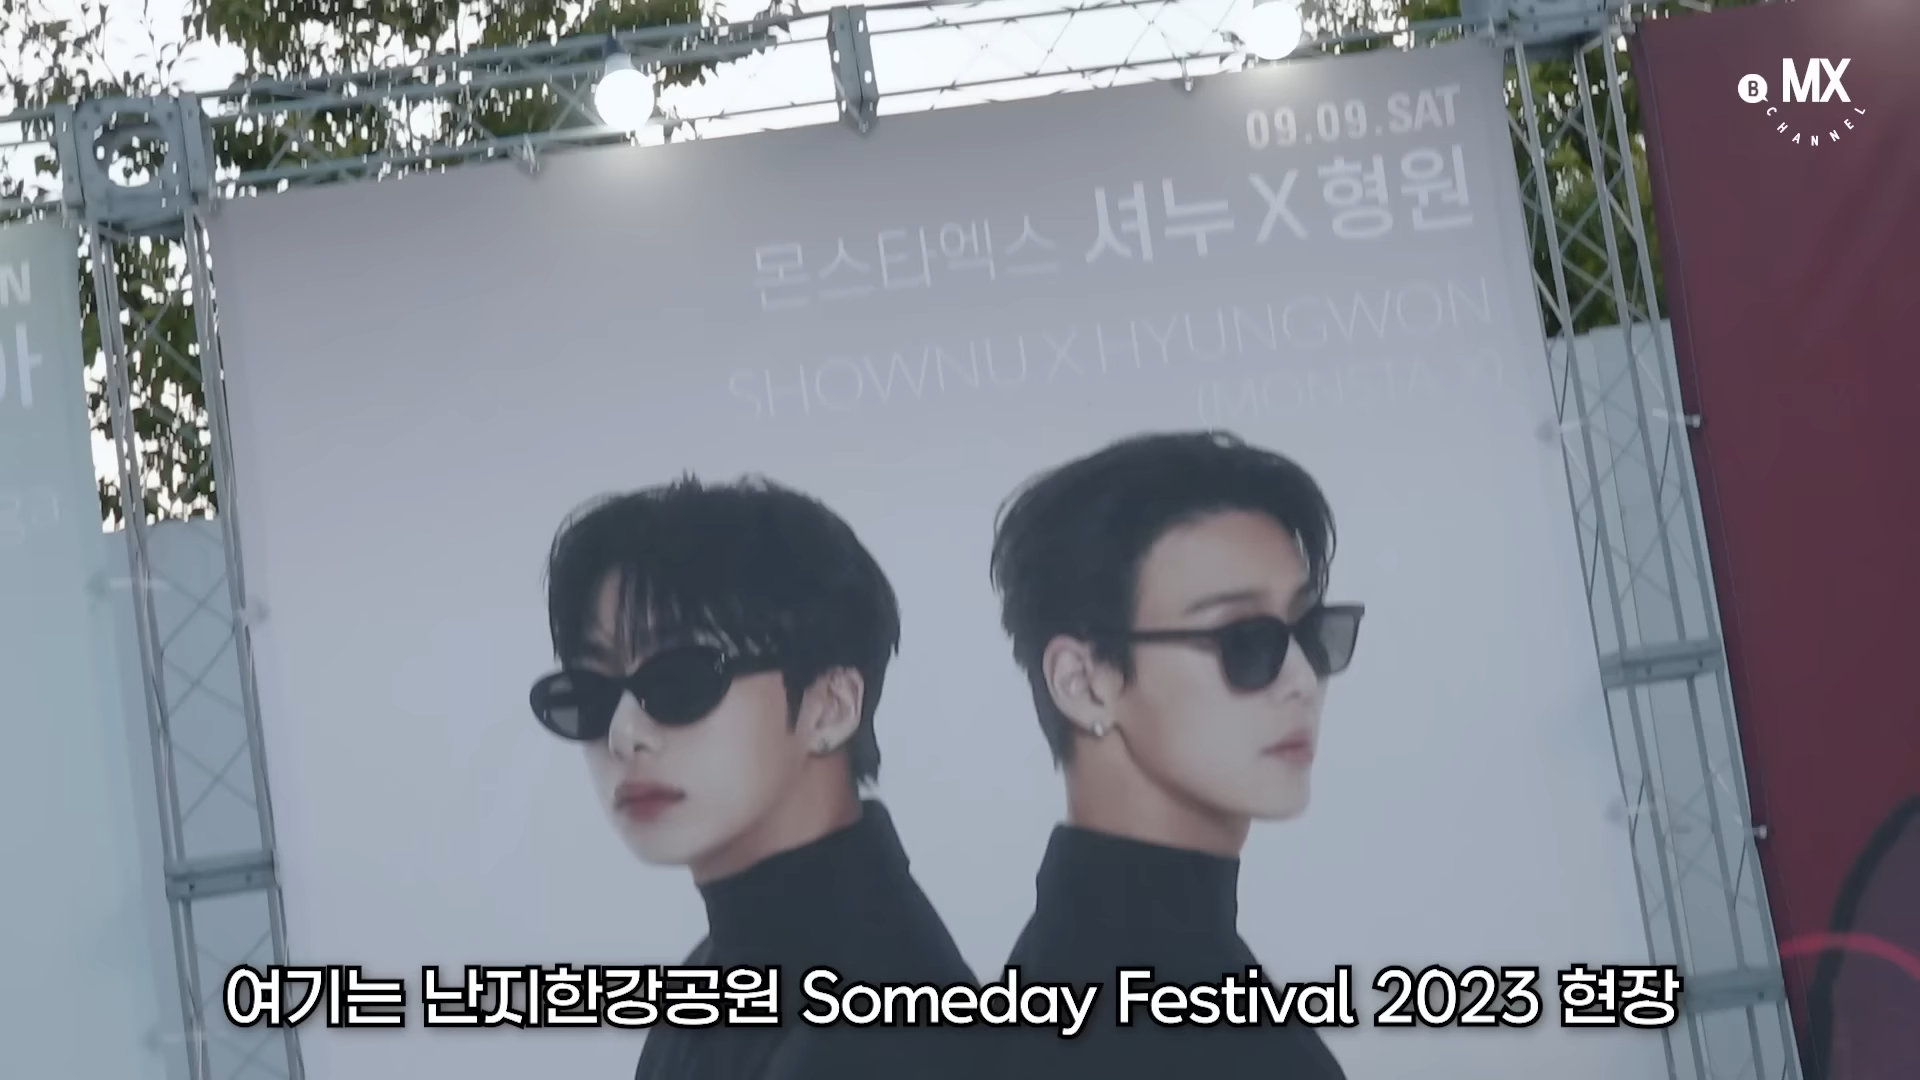 B MX
CHANNEL
09.09.SAT
몬스타엑스 셔누 X 형원
SHOWNU X HYUNGWON
(MONSTA X)
N
여기는 난지한강공원 Someday Festival 2023 현장